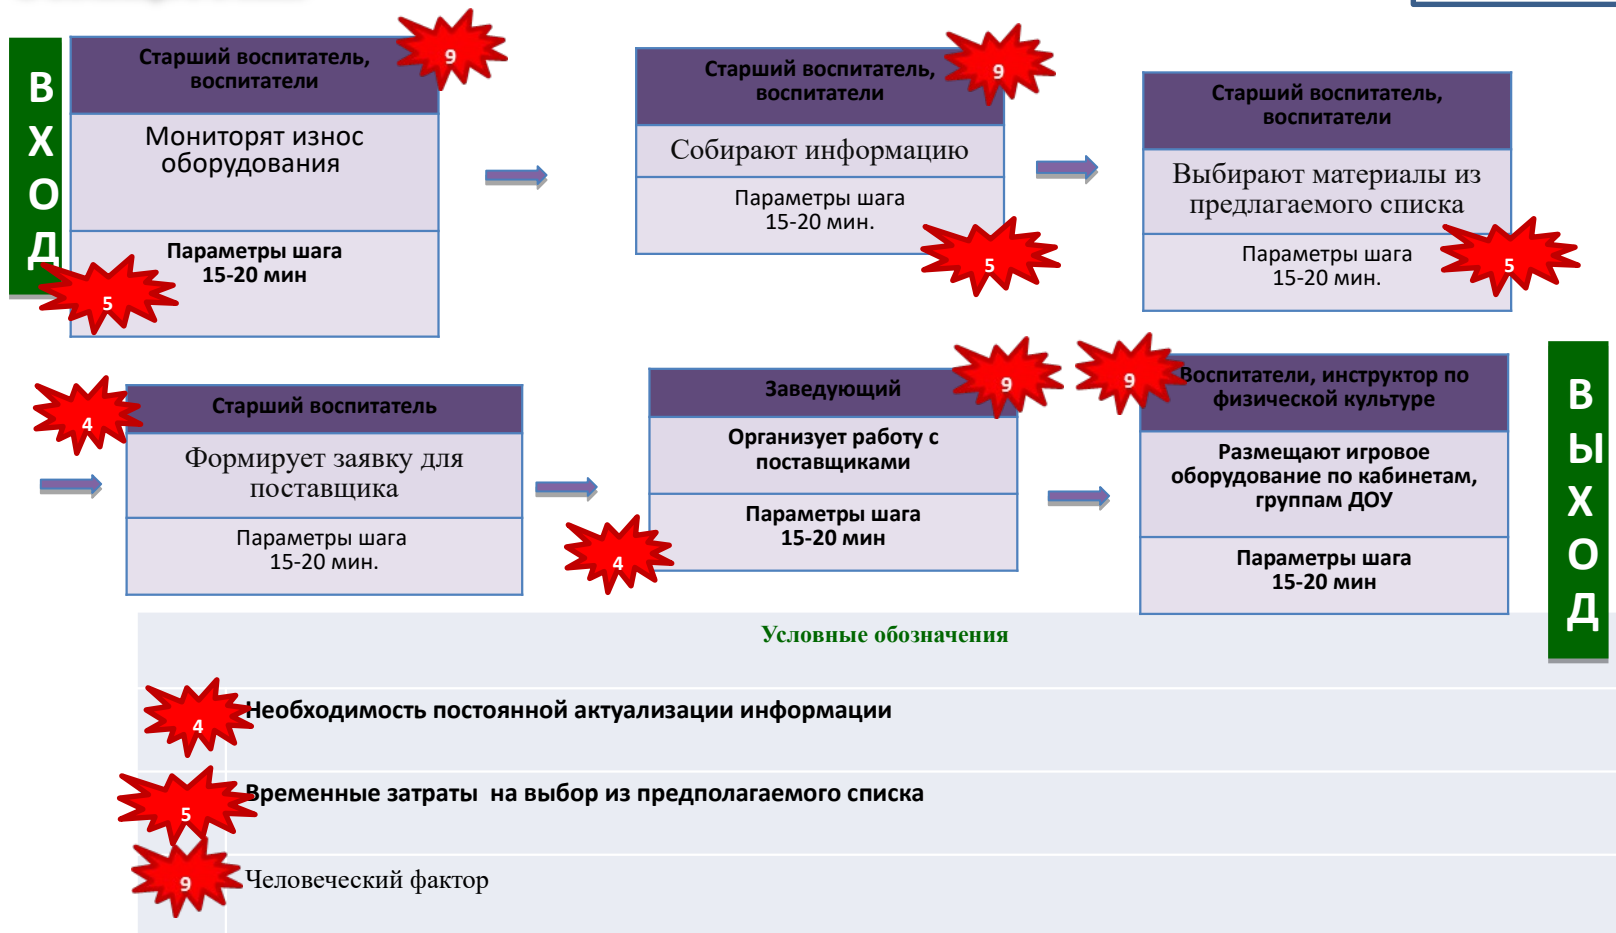 ВХОД
Старший воспитатель,
воспитатели
9
Мониторят износ
оборудования
Параметры шага
15-20 мин
5
Старший воспитатель,
воспитатели
9
Собирают информацию
Параметры шага
15-20 мин.
5
Старший воспитатель,
воспитатели
Выбирают материалы из
предлагаемого списка
Параметры шага
15-20 мин.
5
4
Старший воспитатель
Формирует заявку для
поставщика
Параметры шага
15-20 мин.
Заведующий
9
Организует работу с
поставщиками
Параметры шага
15-20 мин
4
9
Воспитатели, инструктор по
физической культуре
Размещают игровое
оборудование по кабинетам,
группам ДОУ
Параметры шага
15-20 мин
ВЫХОД
Условные обозначения
4
Необходимость постоянной актуализации информации
5
Временные затраты на выбор из предполагаемого списка
9
Человеческий фактор